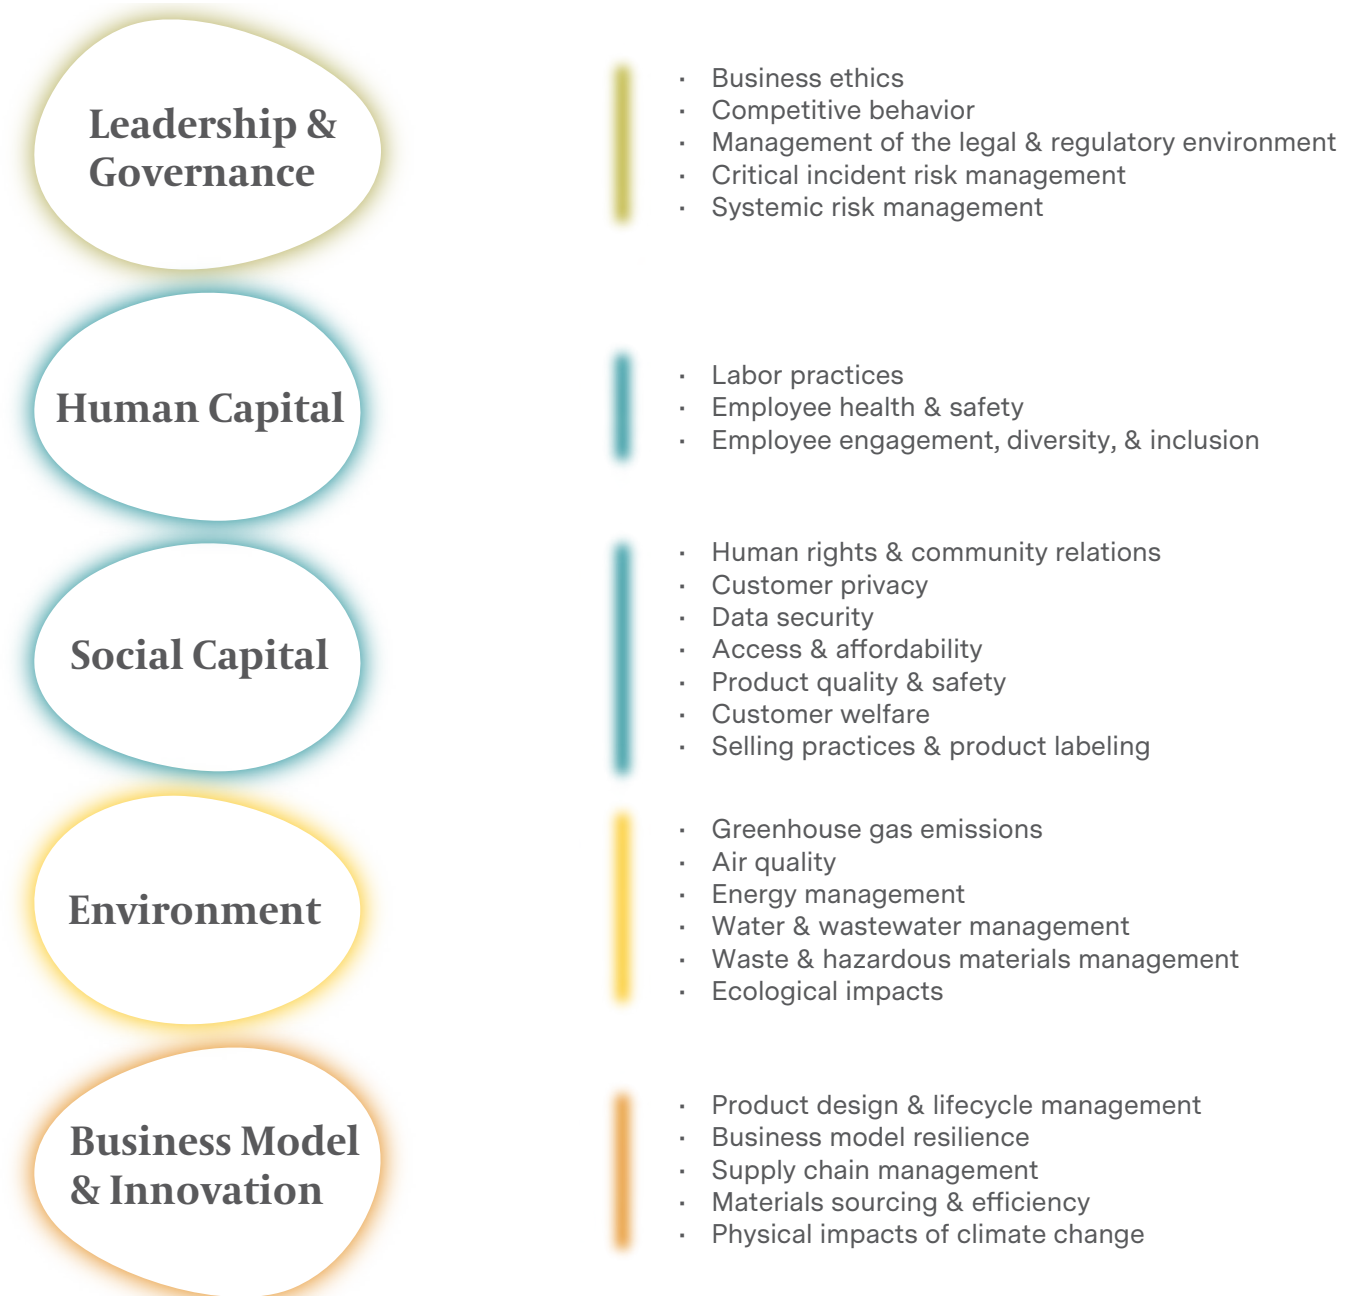 Leadership &
Governance
· Business ethics
· Competitive behavior
· Management of the legal & regulatory environment
· Critical incident risk management
· Systemic risk management
Human Capital
· Labor practices
· Employee health & safety
· Employee engagement, diversity, & inclusion
Social Capital
· Human rights & community relations
· Customer privacy
· Data security
· Access & affordability
· Product quality & safety
· Customer welfare
· Selling practices & product labeling
Environment
· Greenhouse gas emissions
· Air quality
· Energy management
· Water & wastewater management
· Waste & hazardous materials management
· Ecological impacts
Business Model
& Innovation
· Product design & lifecycle management
· Business model resilience
· Supply chain management
· Materials sourcing & efficiency
· Physical impacts of climate change